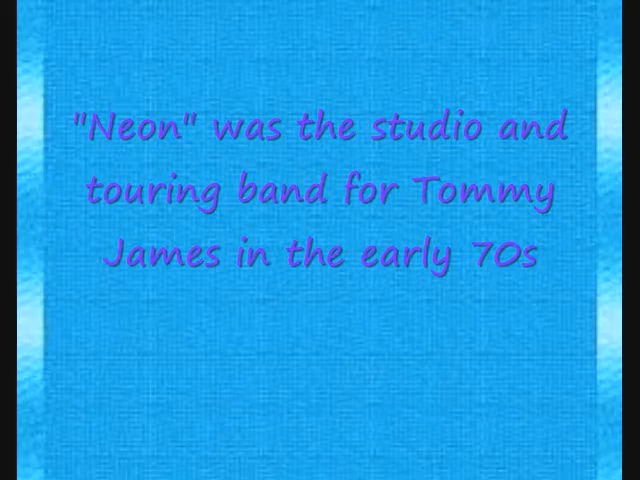 "Neon" was the studio and
touring band for Tommy
James in the early 70s